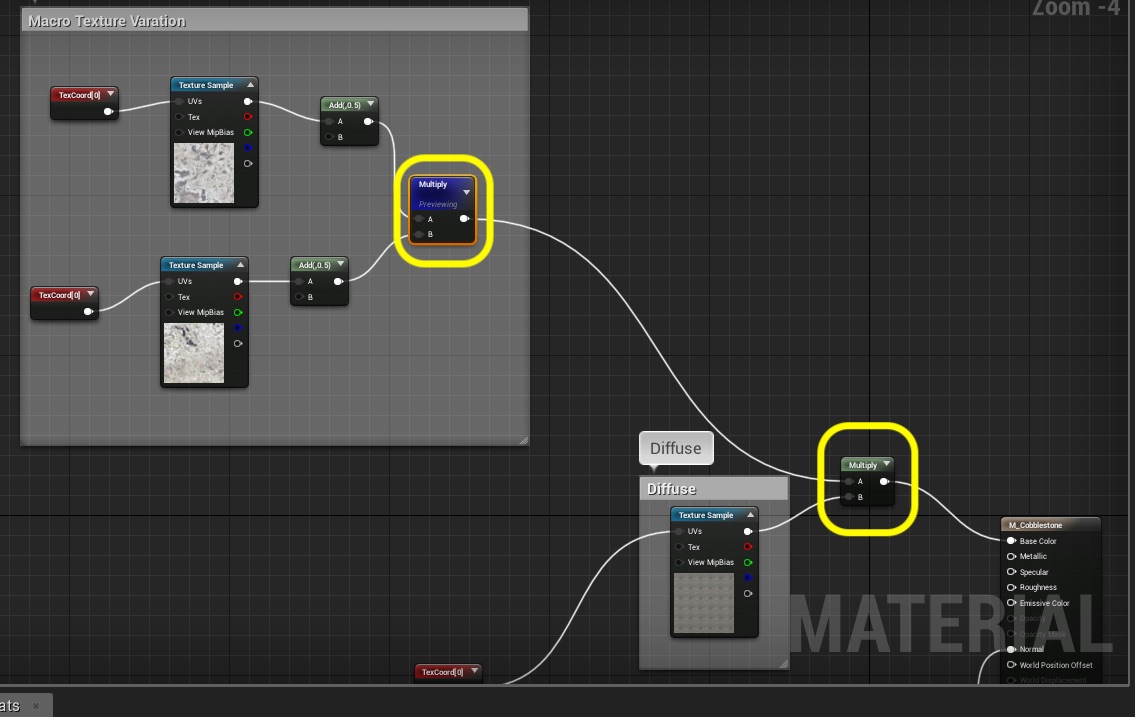 Zoom -4
Macro Texture Varation
TexCoord[0]
Texture Sample
UVs
Tex
View MipBias
Add(,0.5)
A
B
Multiply
Previewing
A
B
TexCoord[0]
Texture Sample
UVs
Tex
View MipBias
Add(,0.5)
A
B
Diffuse
Diffuse
Texture Sample
UVs
Tex
View MipBias
Multiply
A
B
TexCoord[0]
M_Cobblestone
Base Color
Metallic
Specular
Roughness
Emissive Color
Opacity
Opacity Mask
Normal
World Position Offset
World Displacement
MATERIAL
ats